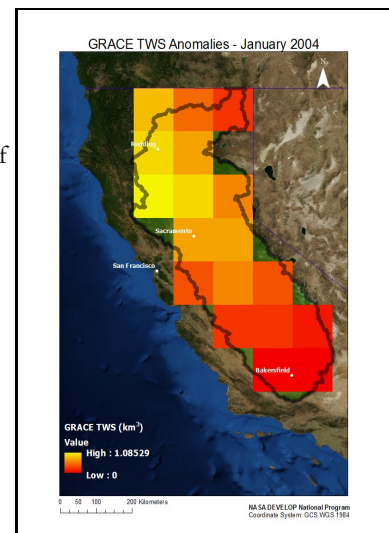 f
GRACE TWS Anomalies - January 2004
N
Redding
Sacramento
San Francisco
Bakersfield
GRACE TWS (km³)
Value
High : 1.08529
Low : 0
0 50 100 200 Kilometers
NASA DEVELOP National Program
Coordinate System: GCS WGS 1984